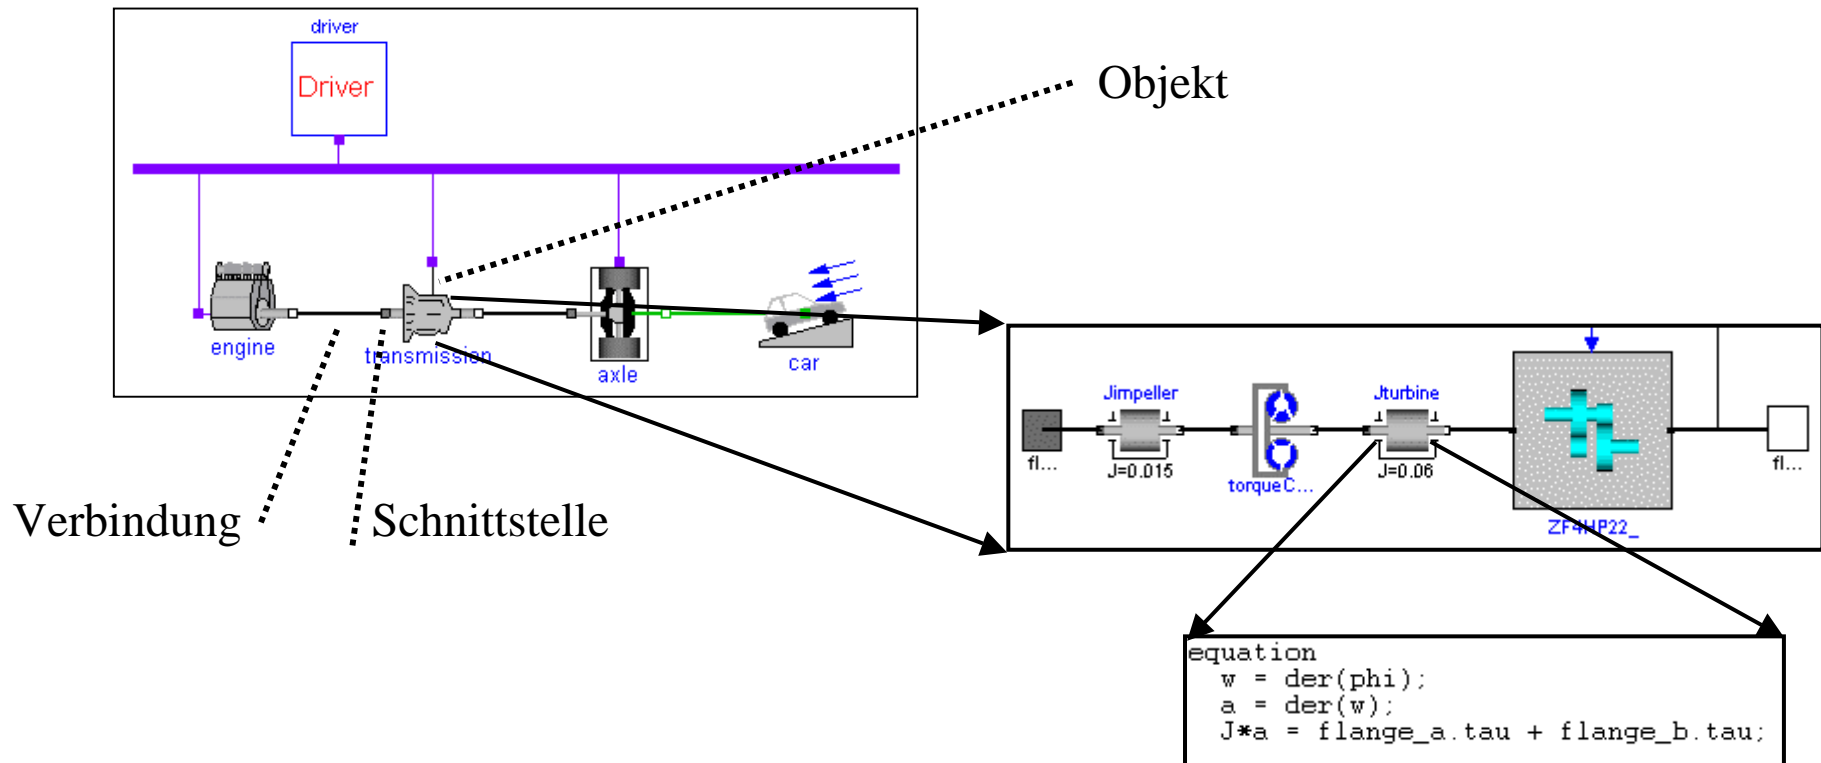 driver
Driver
Objekt
engine
transmission
axle
car
Verbindung
Schnittstelle
Jimpeller
Jturbine
fl...
J=0.015
torqueC...
J=0.06
fl...
ZF4HP22_
equation
w = der(phi);
a = der(w);
J*a = flange_a.tau + flange_b.tau;